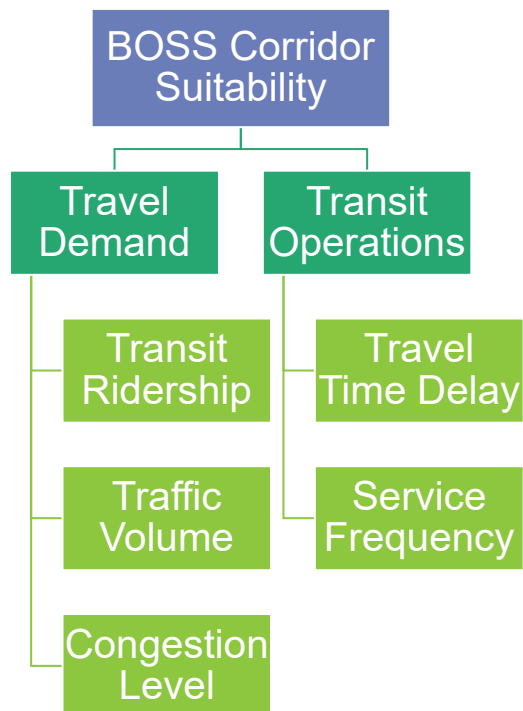 BOSS Corridor
Suitability
Travel
Demand
Transit
Operations
Transit
Ridership
Travel
Time Delay
Traffic
Volume
Service
Frequency
Congestion
Level